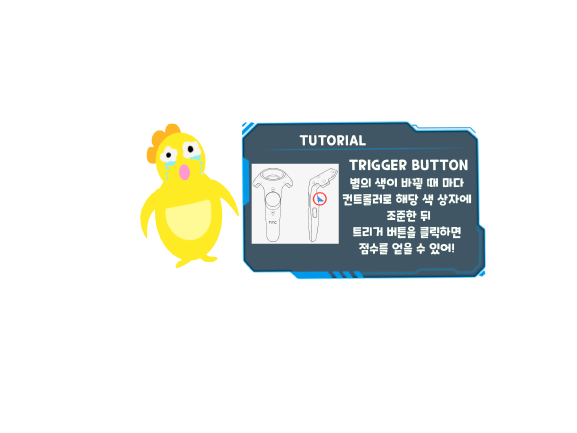 TUTORIAL
TRIGGER BUTTON
별의 색이 바뀔 때 마다
컨트롤러로 해당 색 상자에
조준한 뒤
트리거 버튼을 클릭하면
점수를 얻을 수 있어!